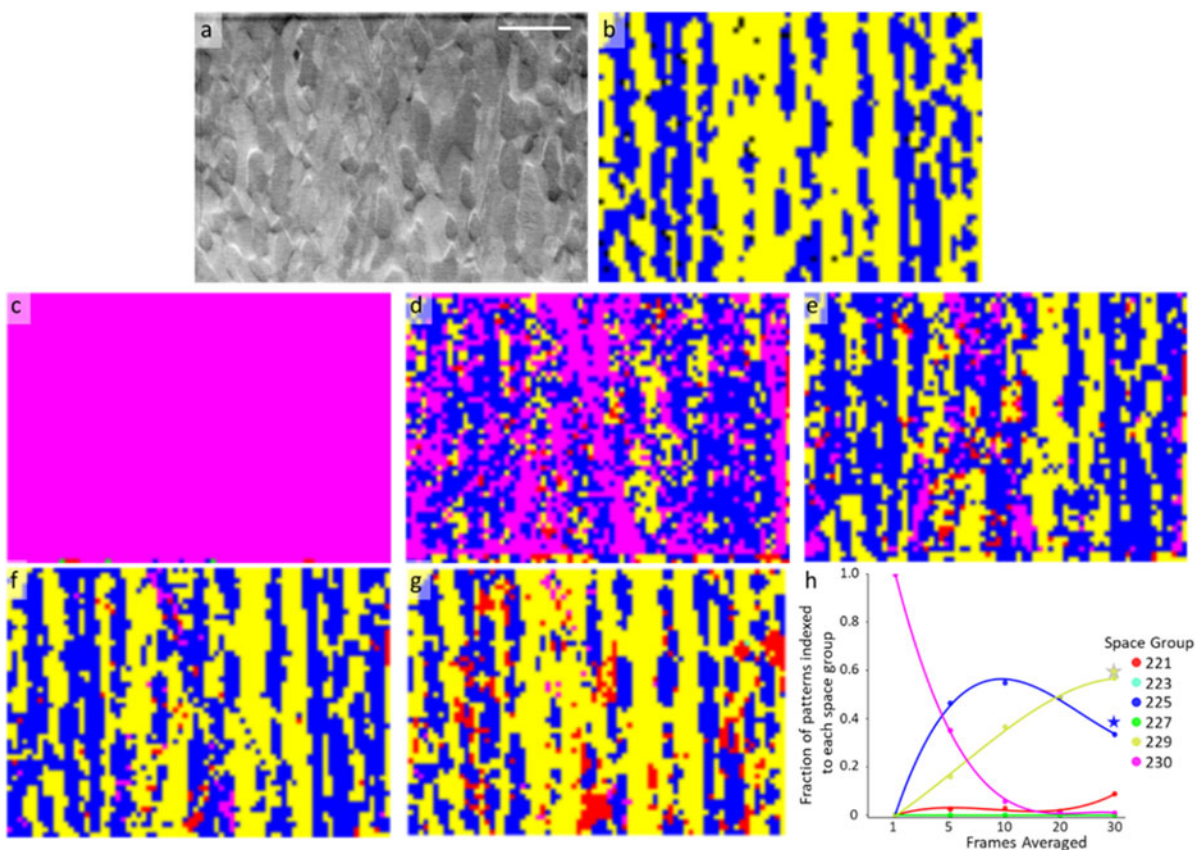 a
b
c
d
e
f
g
h
Fraction of patterns indexed
to each space group
1.0
0.8
0.6
0.4
0.2
0
1
5
10
20
30
Frames Averaged
Space Group
221
223
225
227
229
230